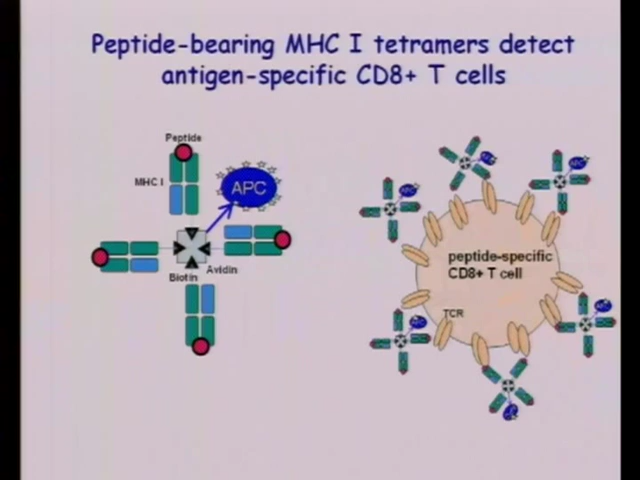 Peptide-bearing MHC I tetramers detect
antigen-specific CD8+ T cells
Peptide
MHC I
APC
Avidin
Biotin
peptide-specific
CD8+ T cell
TCR